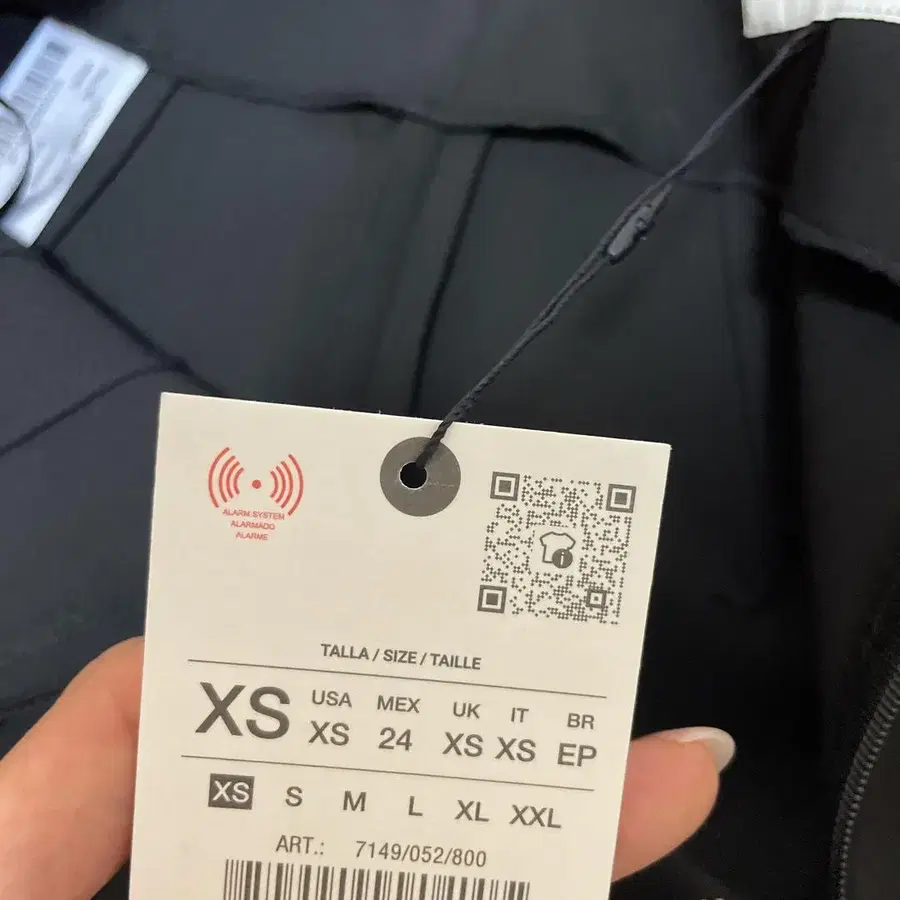 ALARM SYSTEM
ALARMADO
ALARME
TALLA / SIZE / TAILLE
XS USA XS MEX 24 UK XS IT XS BR EP
XS S M L XL XXL
ART.: 7149/052/800